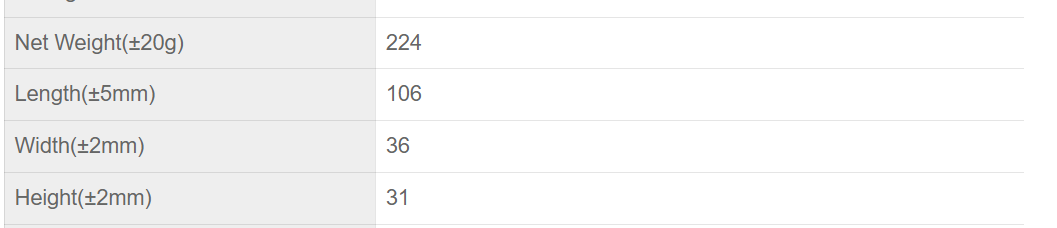 Net Weight(±20g) 224
Length(±5mm) 106
Width(±2mm) 36
Height(±2mm) 31